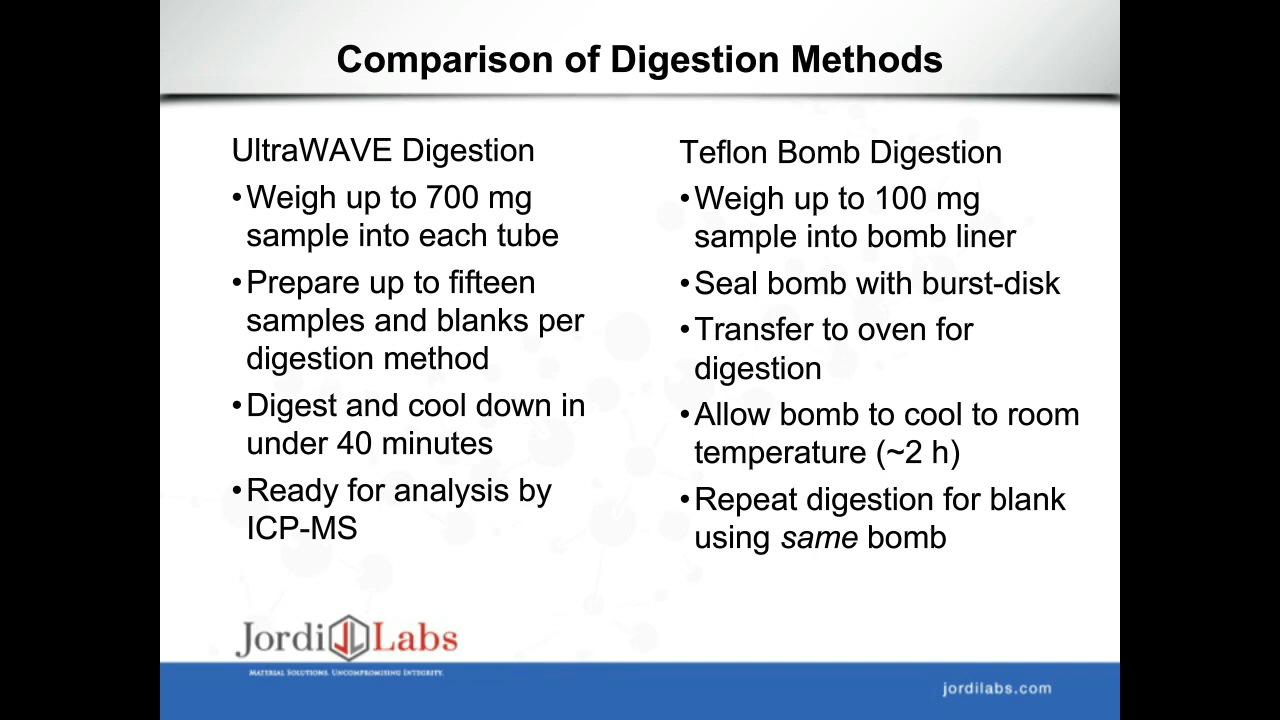 Comparison of Digestion Methods
UltraWAVE Digestion
•Weigh up to 700 mg
sample into each tube
•Prepare up to fifteen
samples and blanks per
digestion method
•Digest and cool down in
under 40 minutes
•Ready for analysis by
ICP-MS
Teflon Bomb Digestion
•Weigh up to 100 mg
sample into bomb liner
•Seal bomb with burst-disk
•Transfer to oven for
digestion
•Allow bomb to cool to room
temperature (~2 h)
•Repeat digestion for blank
using same bomb
Jordi JL Labs
Material Solutions. Uncompromising Integrity.
jordilabs.com